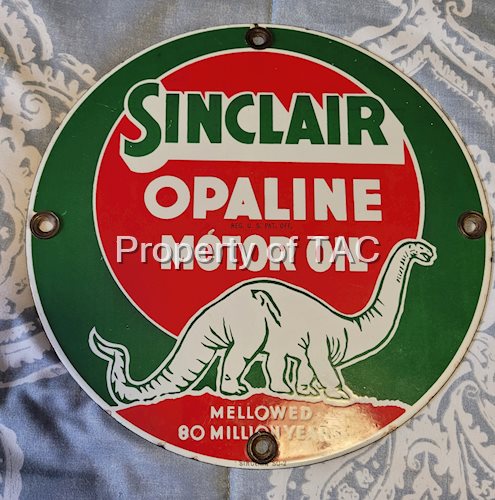 SINCLAIR
OPALINE
REG. U.S. PAT. OFF.
MOTOR OIL
Property of TAC
MELLOWED
80 MILLION YEARS